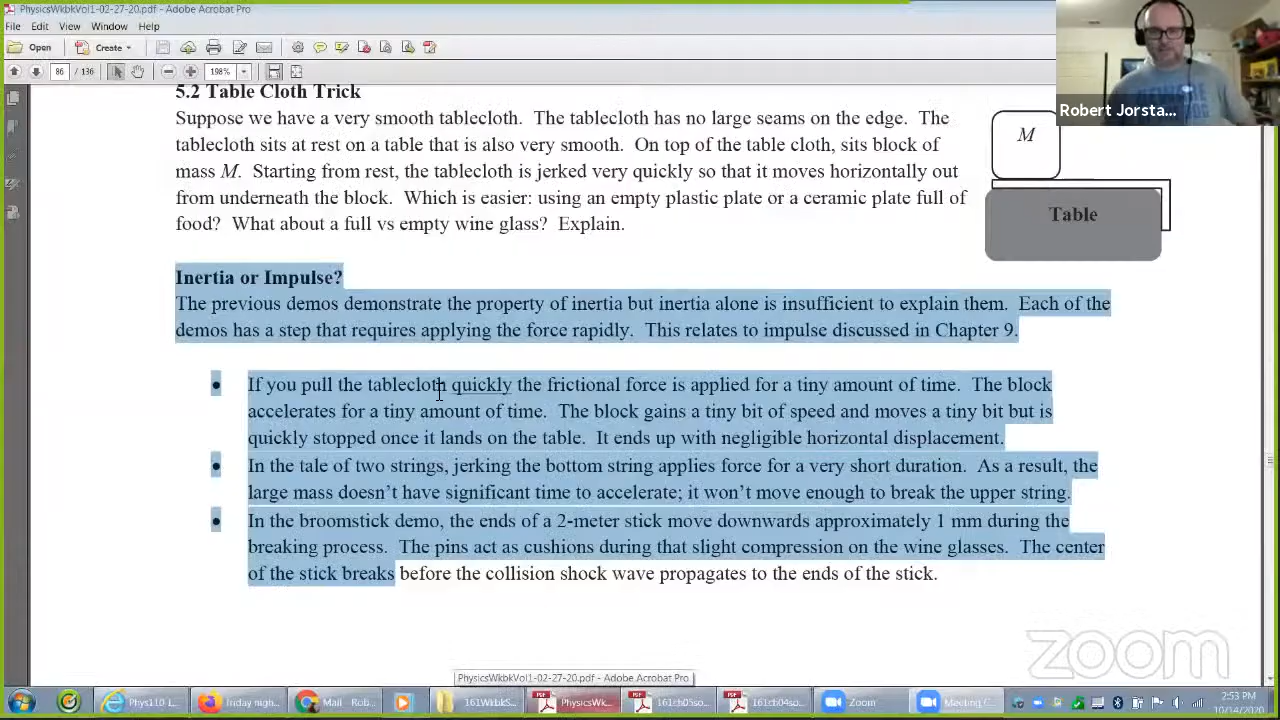 PhysicsWkbkVol1-02-27-20.pdf - Adobe Acrobat Pro
File Edit View Window Help
Open Create
86 / 136 198%
Robert Jorsta...
5.2 Table Cloth Trick
Suppose we have a very smooth tablecloth. The tablecloth has no large seams on the edge. The
tablecloth sits at rest on a table that is also very smooth. On top of the table cloth, sits block of
mass M. Starting from rest, the tablecloth is jerked very quickly so that it moves horizontally out
from underneath the block. Which is easier: using an empty plastic plate or a ceramic plate full of
food? What about a full vs empty wine glass? Explain.
M
Table
Inertia or Impulse?
The previous demos demonstrate the property of inertia but inertia alone is insufficient to explain them. Each of the
demos has a step that requires applying the force rapidly. This relates to impulse discussed in Chapter 9.
• If you pull the tablecloth quickly the frictional force is applied for a tiny amount of time. The block
accelerates for a tiny amount of time. The block gains a tiny bit of speed and moves a tiny bit but is
quickly stopped once it lands on the table. It ends up with negligible horizontal displacement.
• In the tale of two strings, jerking the bottom string applies force for a very short duration. As a result, the
large mass doesn't have significant time to accelerate; it won't move enough to break the upper string.
• In the broomstick demo, the ends of a 2-meter stick move downwards approximately 1 mm during the
breaking process. The pins act as cushions during that slight compression on the wine glasses. The center
of the stick breaks before the collision shock wave propagates to the ends of the stick.
zoom
PhysicsWkbkVol1-02-27-20.pdf - Adobe Acrobat Pro
Phys110 L... Friday nigh... Mail - Rob... 161WrkS... PhysicsWk... 161ch05so... 161ch04so... Zoom Meeting C... 2:53 PM
10/14/2020